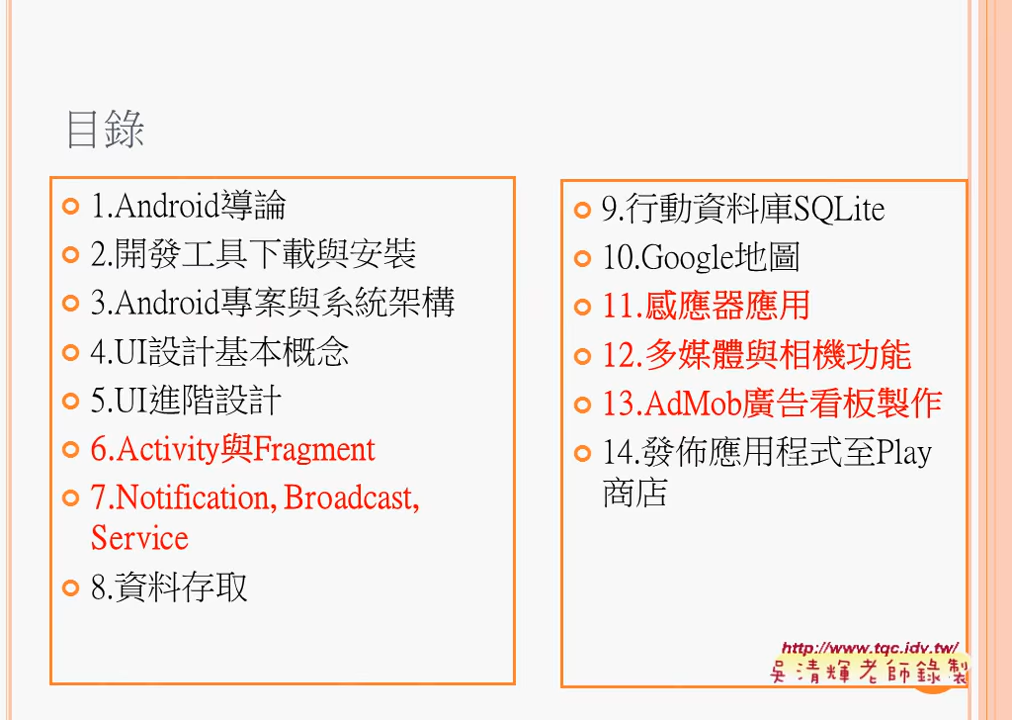 目錄
1.Android導論
2.開發工具下載與安裝
3.Android專案與系統架構
4.UI設計基本概念
5.UI進階設計
6.Activity與Fragment
7.Notification, Broadcast,
Service
8.資料存取
9.行動資料庫SQLite
10.Google地圖
11.感應器應用
12.多媒體與相機功能
13.AdMob廣告看板製作
14.發佈應用程式至Play
商店
http://www.tqc.idv.tw/
吳清輝老師錄製